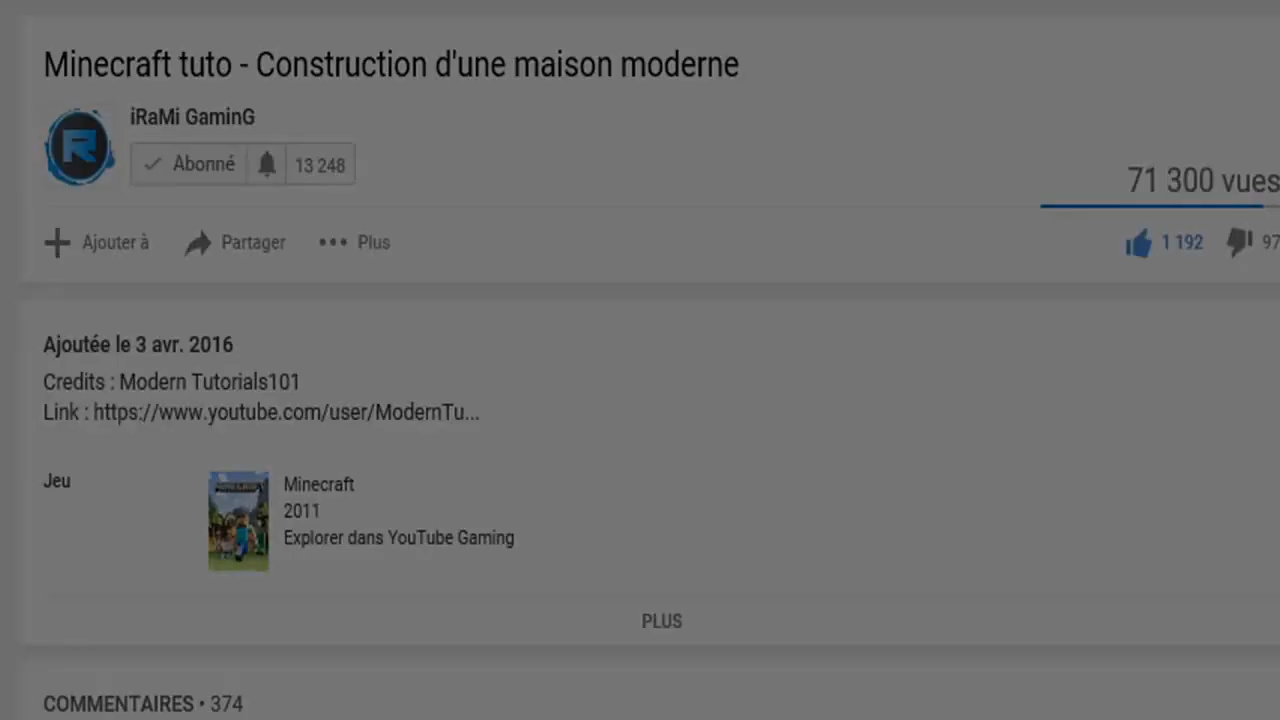 Minecraft tuto - Construction d'une maison moderne
iRaMi GaminG
Abonné 13 248
71 300 vues
Ajouter à Partager Plus 1 192 97
Ajoutée le 3 avr. 2016
Credits : Modern Tutorials101
Link : https://www.youtube.com/user/ModernTu...
Jeu
Minecraft
2011
Explorer dans YouTube Gaming
PLUS
COMMENTAIRES • 374